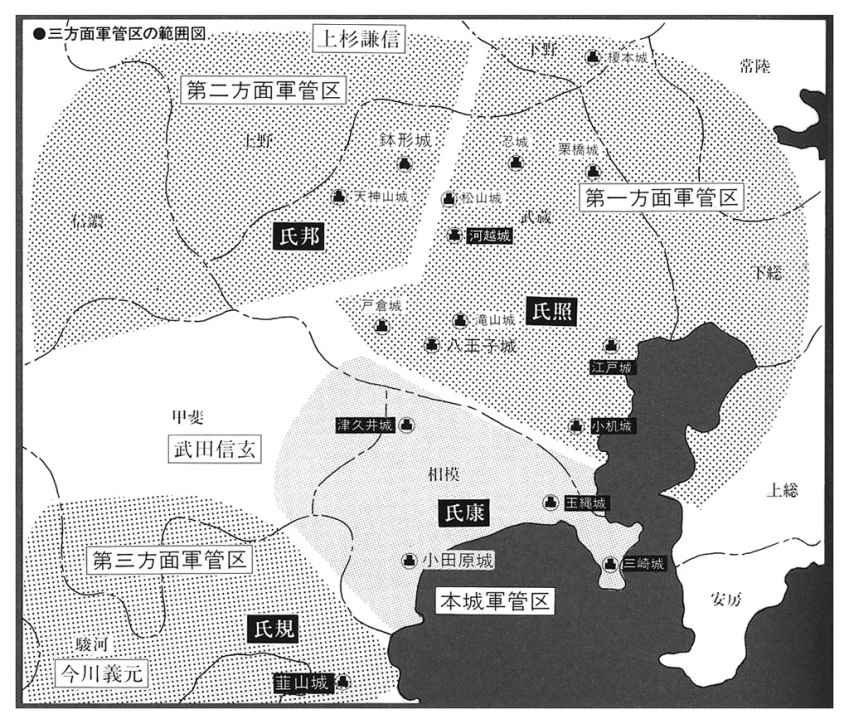 ●三方面軍管区の範囲図
上杉謙信
下野
榎本城
常陸
第二方面軍管区
上野
鉢形城
忍城
栗橋城
天神山城
松山城
第一方面軍管区
武蔵
信濃
氏邦
河越城
下総
戸倉城
滝山城
氏照
八王子城
江戸城
甲斐
津久井城
小机城
武田信玄
相模
上総
氏康
玉縄城
第三方面軍管区
小田原城
三崎城
本城軍管区
安房
氏規
駿河
今川義元
韮山城